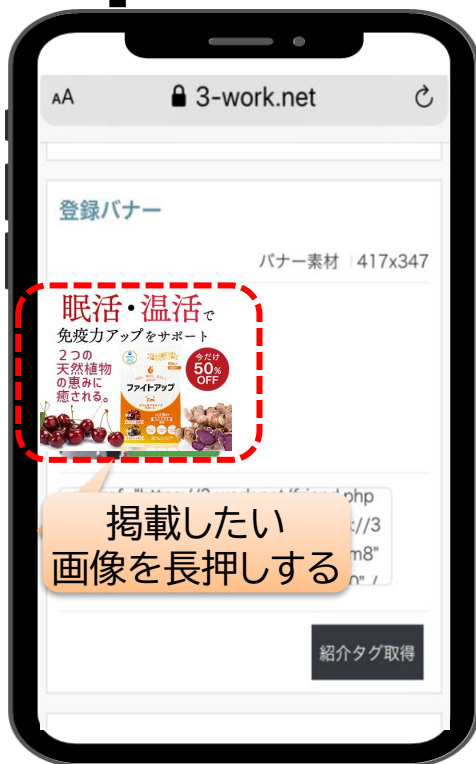 AA 3-work.net
登録バナー
バナー素材 417x347
眠活・温活で
免疫力アップをサポート
2つの
天然植物
の恵みに
癒される。
今だけ
50%
OFF
ファイトアップ
php
://3
m8"
掲載したい
画像を長押しする
紹介タグ取得